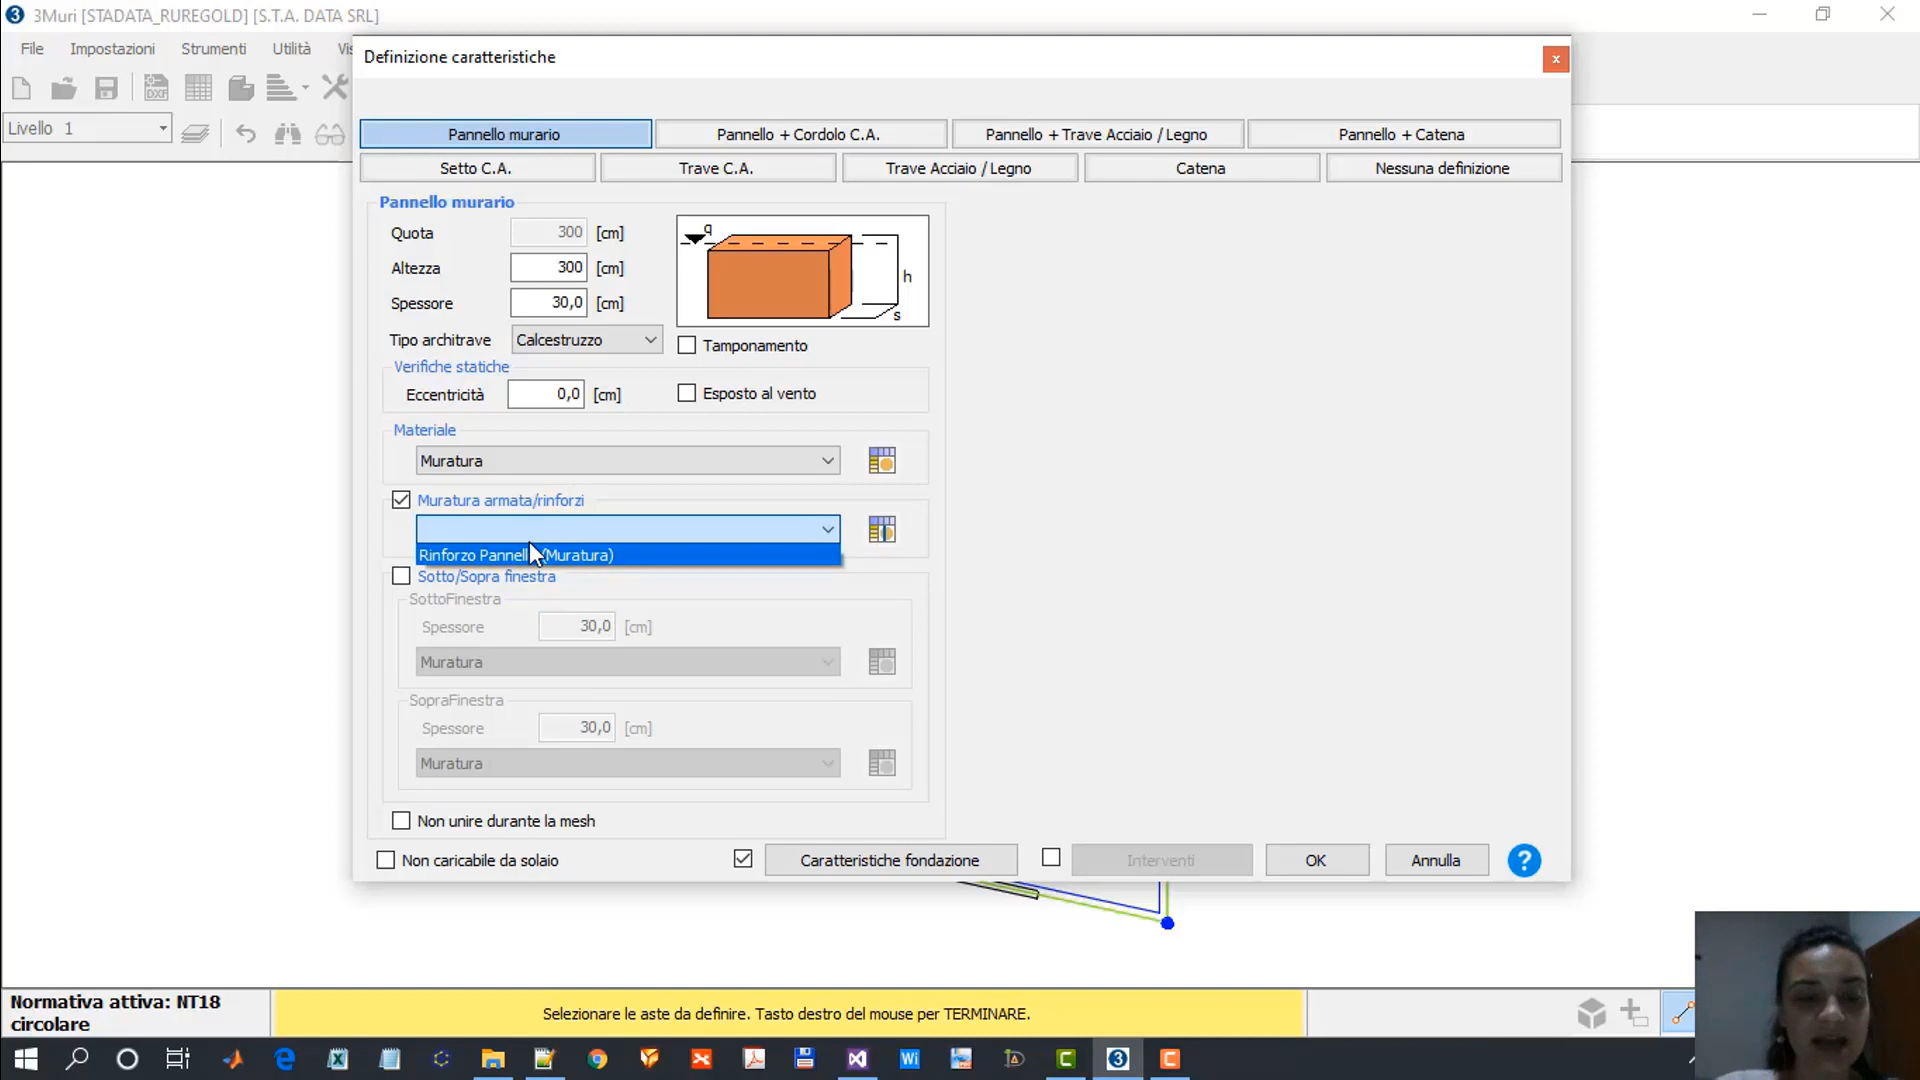 3Muri [STADATA_RUREGOLD] [S.T.A. DATA SRL]
File Impostazioni Strumenti Utilità Vis
Livello 1
Definizione caratteristiche
Pannello murario Pannello + Cordolo C.A. Pannello + Trave Acciaio / Legno Pannello + Catena
Setto C.A. Trave C.A. Trave Acciaio / Legno Catena Nessuna definizione
Pannello murario
Quota 300 [cm]
Altezza 300 [cm]
Spessore 30,0 [cm]
q
h
s
Tipo architrave Calcestruzzo Tamponamento
Verifiche statiche
Eccentricità 0,0 [cm] Esposto al vento
Materiale
Muratura
Muratura armata/rinforzi
Rinforzo Pannell (Muratura)
Sotto/Sopra finestra
SottoFinestra
Spessore 30,0 [cm]
Muratura
SopraFinestra
Spessore 30,0 [cm]
Muratura
Non unire durante la mesh
Non caricabile da solaio Caratteristiche fondazione Interventi OK Annulla ?
Normativa attiva: NT18
circolare
Selezionare le aste da definire. Tasto destro del mouse per TERMINARE.